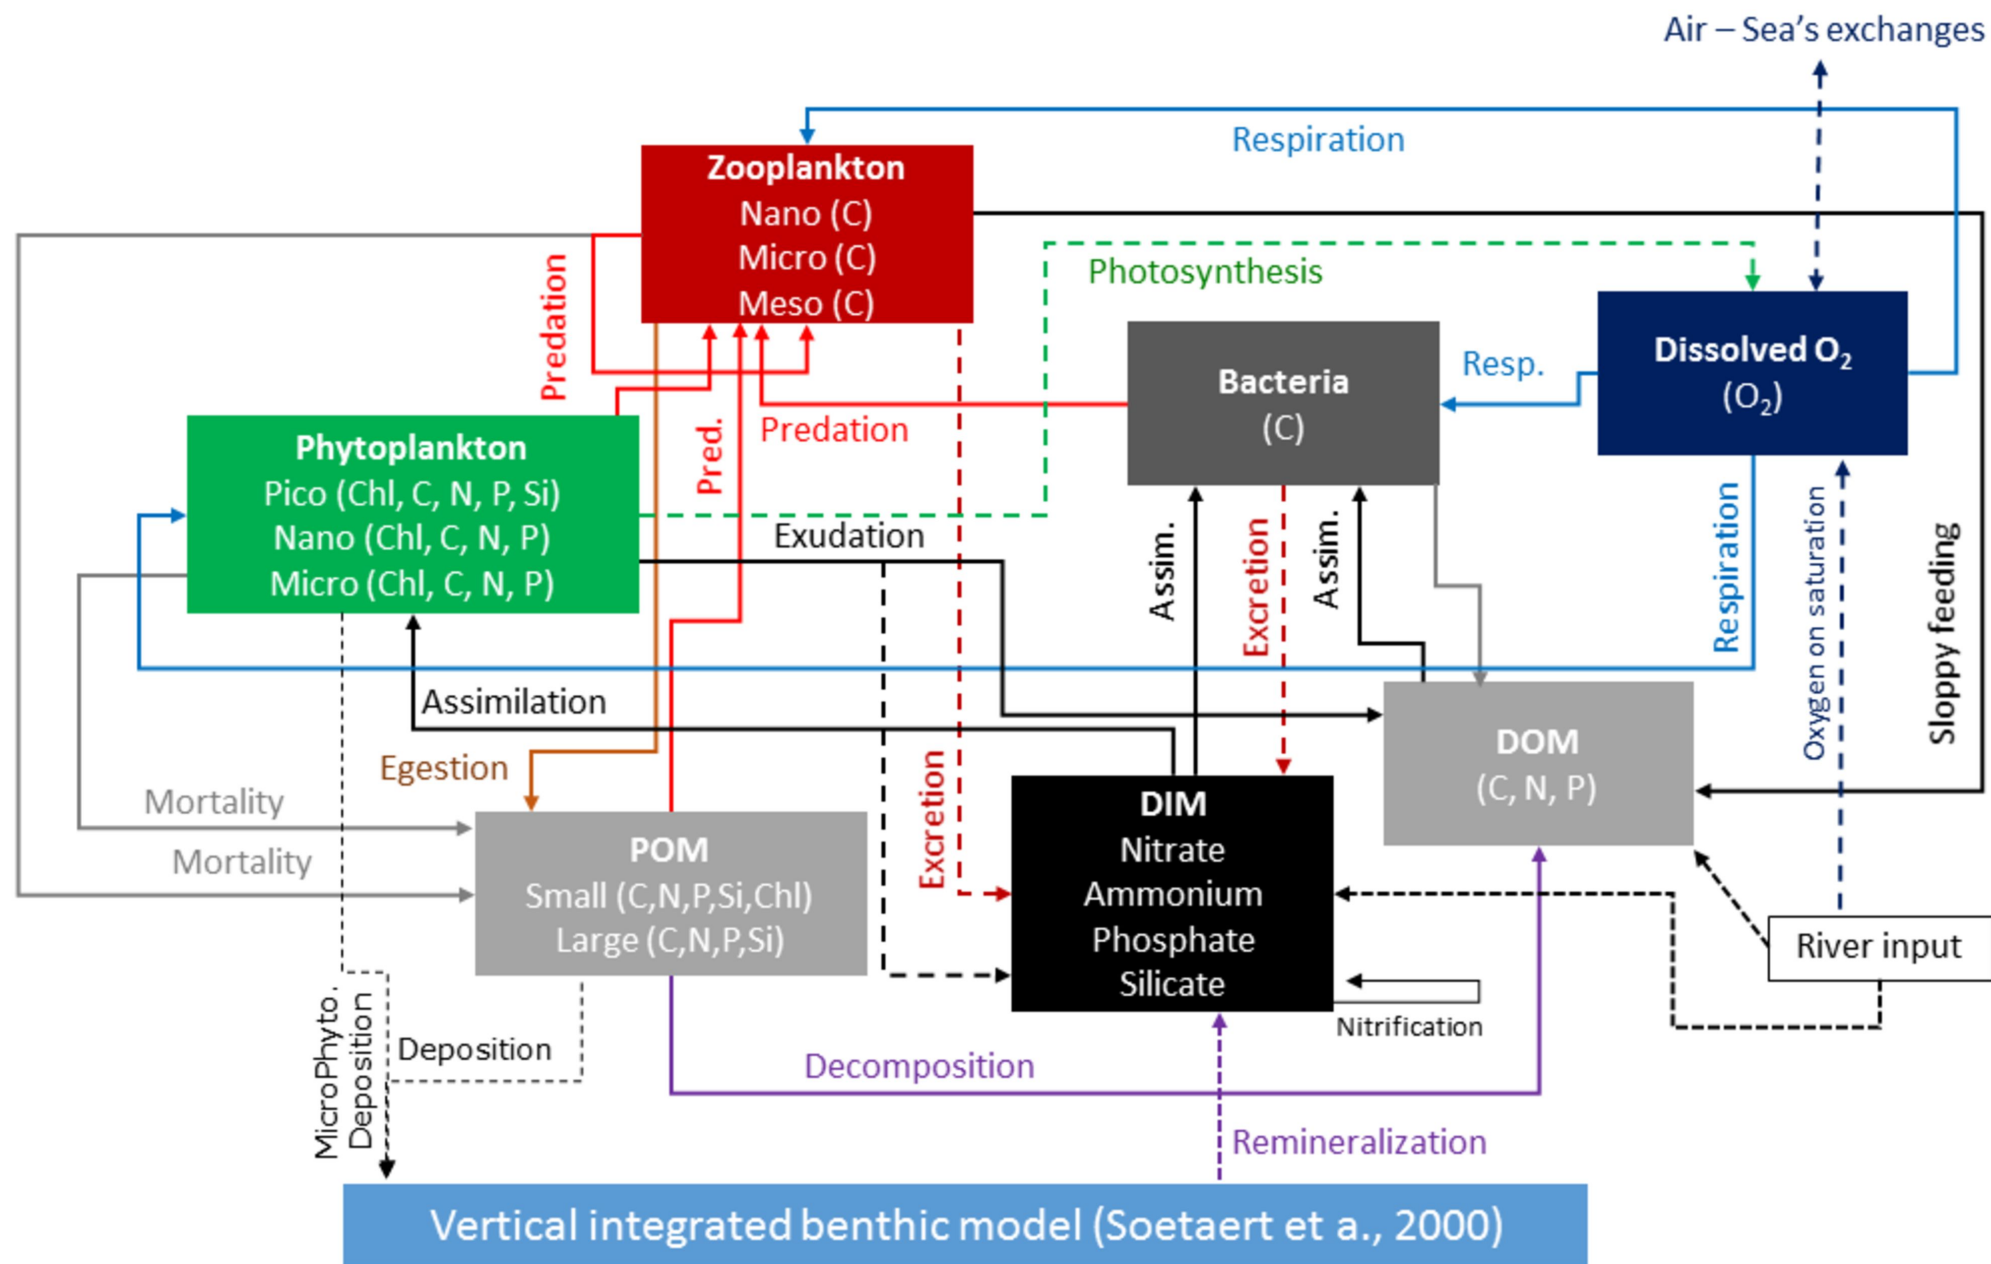 Air – Sea's exchanges
Respiration
Zooplankton
Nano (C)
Micro (C)
Meso (C)
Predation
Photosynthesis
Dissolved O₂
(O₂)
Resp.
Bacteria
(C)
Predation
Pred.
Phytoplankton
Pico (Chl, C, N, P, Si)
Nano (Chl, C, N, P)
Micro (Chl, C, N, P)
Exudation
Assim.
Excretion
Assim.
Respiration
Oxygen on saturation
Sloppy feeding
Assimilation
Egestion
Excretion
DOM
(C, N, P)
Mortality
Mortality
POM
Small (C,N,P,Si,Chl)
Large (C,N,P,Si)
DIM
Nitrate
Ammonium
Phosphate
Silicate
River input
Nitrification
MicroPhyto.
Deposition
Deposition
Decomposition
Remineralization
Vertical integrated benthic model (Soetaert et a., 2000)